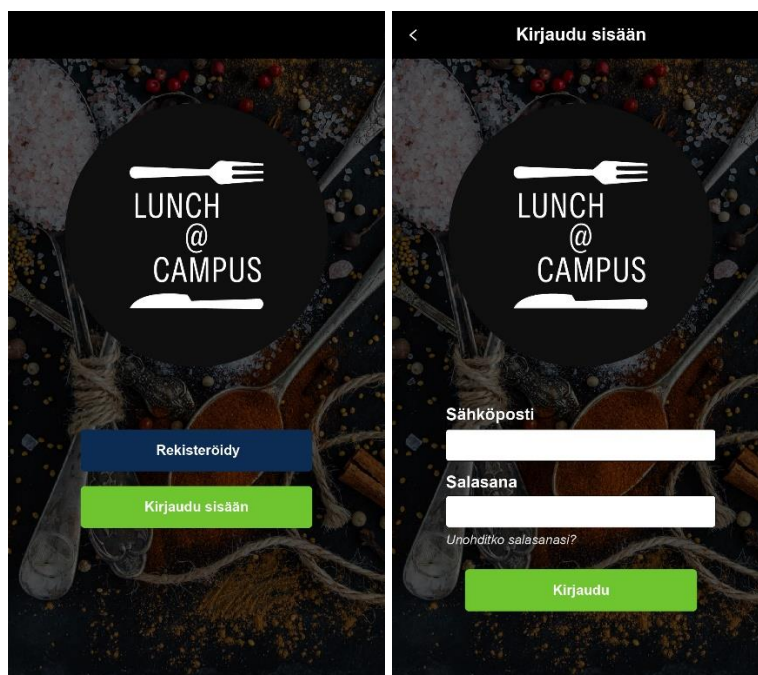 LUNCH
@
CAMPUS
Rekisteröidy
Kirjaudu sisään
Kirjaudu sisään
LUNCH
@
CAMPUS
Sähköposti
Salasana
Unohditko salasanasi?
Kirjaudu